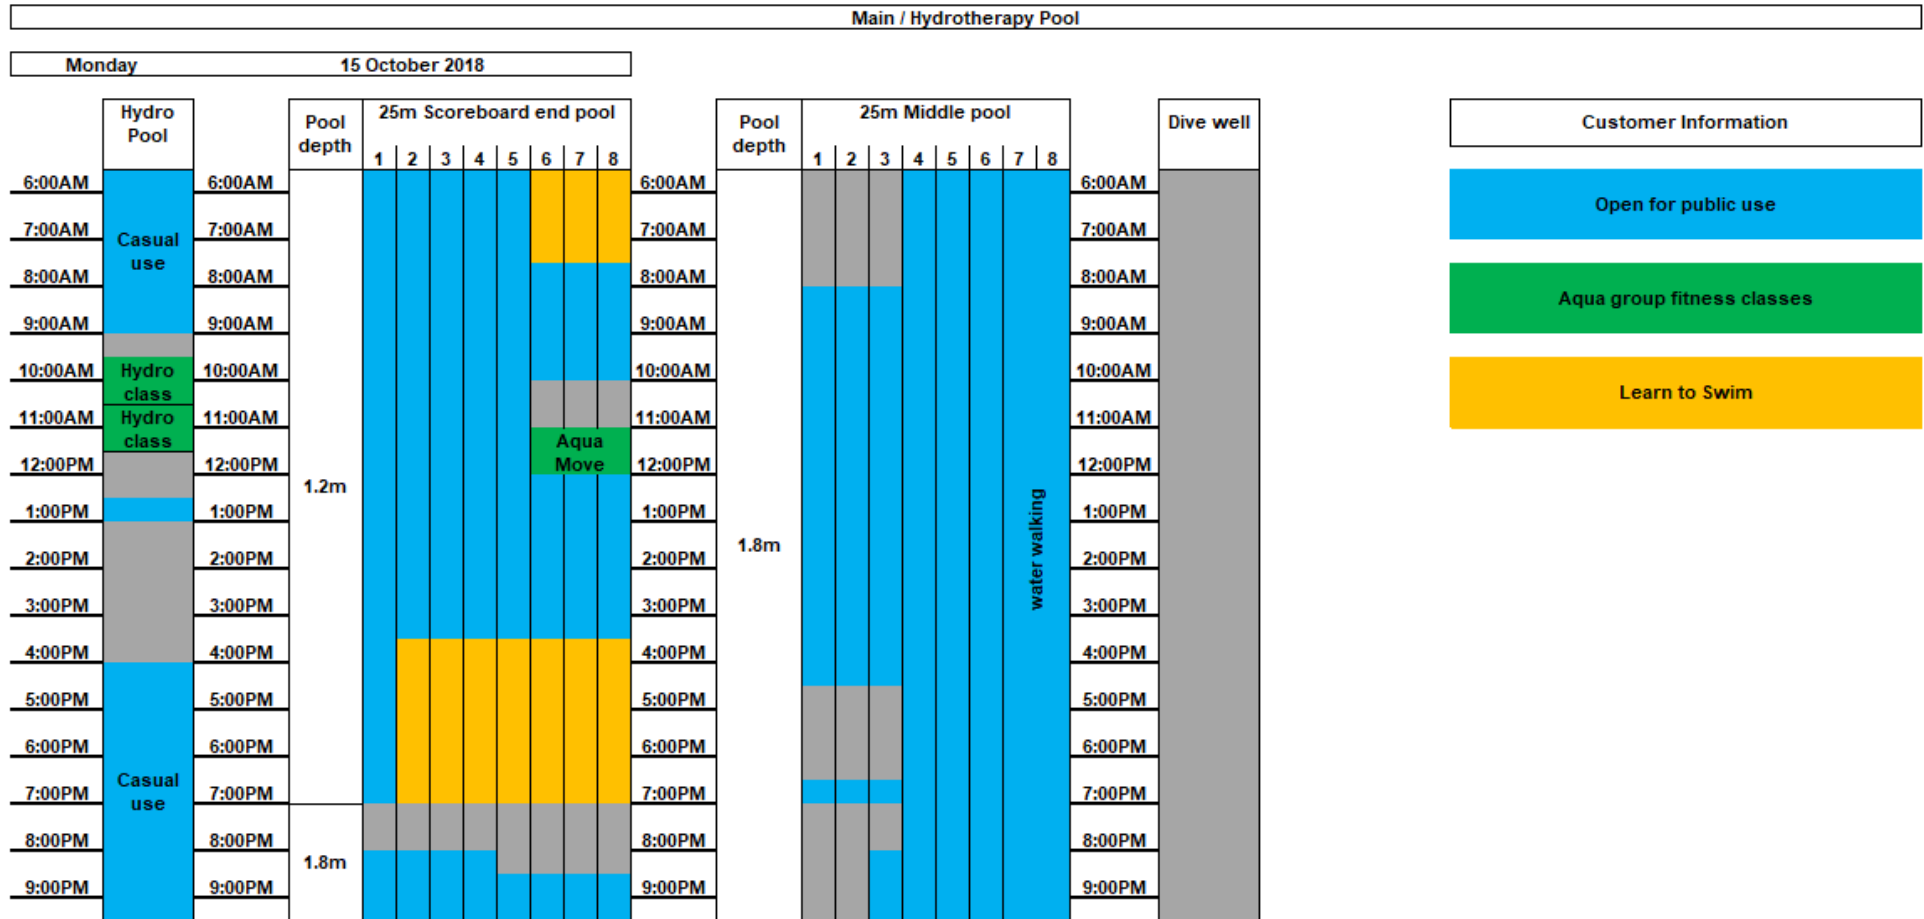 Main / Hydrotherapy Pool
Monday 15 October 2018
Hydro Pool
Pool depth
25m Scoreboard end pool
1 2 3 4 5 6 7 8
Pool depth
25m Middle pool
1 2 3 4 5 6 7 8
Dive well
Customer Information
6:00AM 6:00AM 6:00AM 6:00AM
Open for public use
7:00AM 7:00AM 7:00AM 7:00AM
Casual
use
8:00AM 8:00AM 8:00AM 8:00AM
Aqua group fitness classes
9:00AM 9:00AM 9:00AM 9:00AM
10:00AM Hydro 10:00AM 10:00AM 10:00AM
class
Learn to Swim
11:00AM Hydro 11:00AM 11:00AM 11:00AM
class
Aqua
Move
12:00PM 12:00PM 12:00PM 12:00PM
1.2m
1:00PM 1:00PM 1:00PM 1:00PM
1.8m
water walking
2:00PM 2:00PM 2:00PM 2:00PM
3:00PM 3:00PM 3:00PM 3:00PM
4:00PM 4:00PM 4:00PM 4:00PM
5:00PM 5:00PM 5:00PM 5:00PM
6:00PM 6:00PM 6:00PM 6:00PM
Casual
use
7:00PM 7:00PM 7:00PM 7:00PM
8:00PM 8:00PM 8:00PM 8:00PM
1.8m
9:00PM 9:00PM 9:00PM 9:00PM